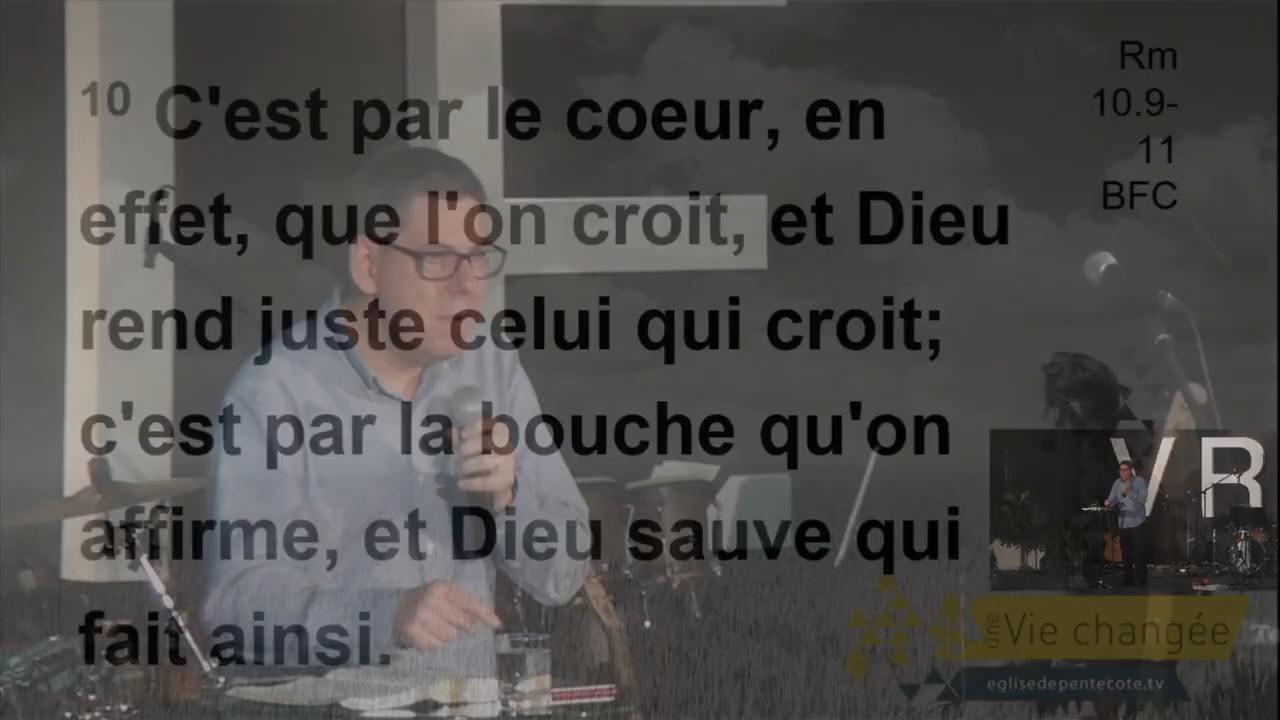 10 C'est par le coeur, en
effet, que l'on croit, et Dieu
rend juste celui qui croit;
c'est par la bouche qu'on
affirme, et Dieu sauve qui
fait ainsi.
Rm
10.9-
11
BFC
VR
une Vie changée
eglisedepentecote.tv